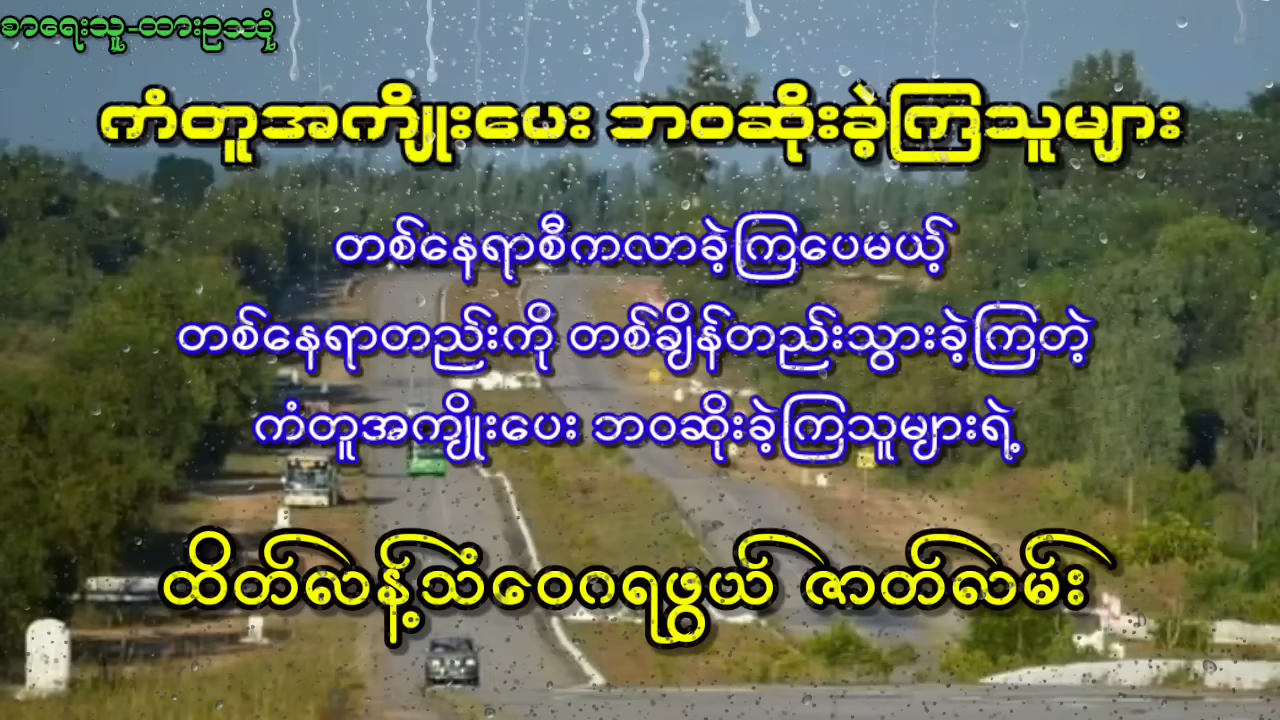 စာရေးသူ-ထားဥဿုံ
ကံတူအကျိုးပေး ဘဝဆိုးခဲ့ကြသူများ
တစ်နေရာစီကလာခဲ့ကြပေမယ့်
တစ်နေရာတည်းကို တစ်ချိန်တည်းသွားခဲ့ကြတဲ့
ကံတူအကျိုးပေး ဘဝဆိုးခဲ့ကြသူများရဲ့
ထိတ်လန့်သံဝေဂရဖွယ် ဇာတ်လမ်း